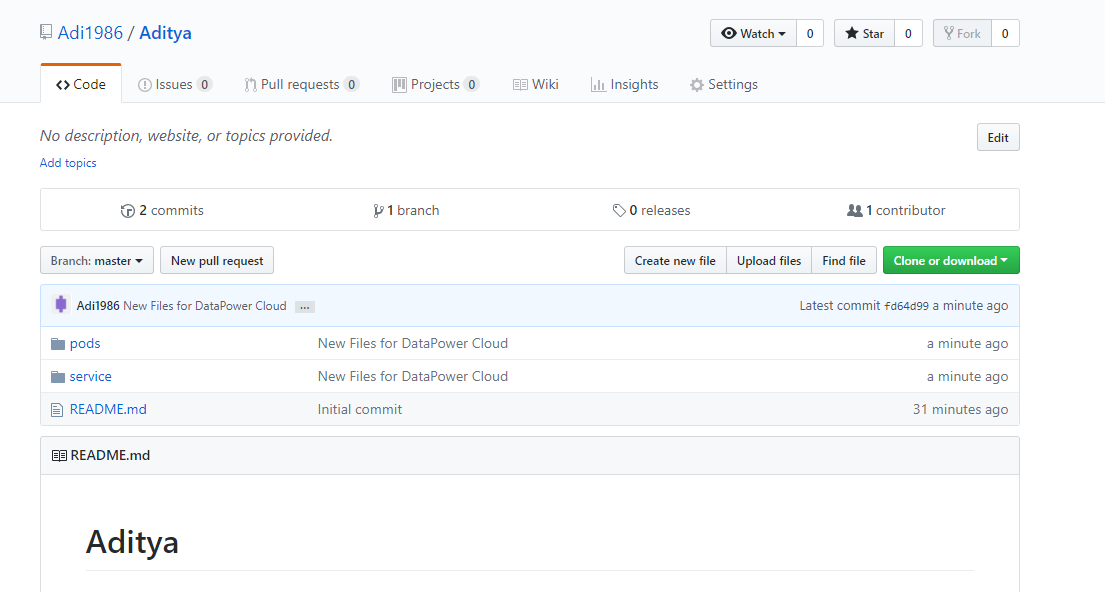 Adi1986 / Aditya
Watch 0 Star 0 Fork 0
Code Issues 0 Pull requests 0 Projects 0 Wiki Insights Settings
No description, website, or topics provided.
Edit
Add topics
2 commits 1 branch 0 releases 1 contributor
Branch: master New pull request Create new file Upload files Find file Clone or download
Adi1986 New Files for DataPower Cloud ... Latest commit fd64d99 a minute ago
pods New Files for DataPower Cloud a minute ago
service New Files for DataPower Cloud a minute ago
README.md Initial commit 31 minutes ago
README.md
Aditya